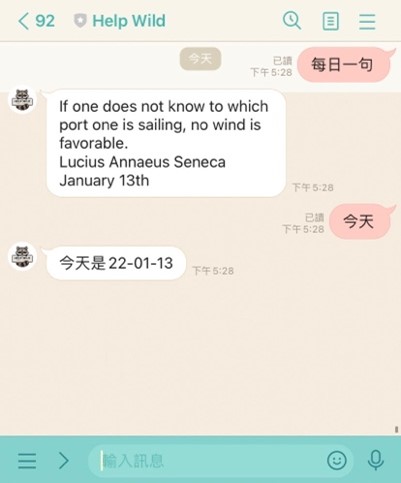 92 Help Wild
今天
已讀
下午5:28
每日一句
If one does not know to which
port one is sailing, no wind is
favorable.
Lucius Annaeus Seneca
January 13th
下午5:28
已讀
下午5:28
今天
今天是22-01-13
下午5:28
輸入訊息